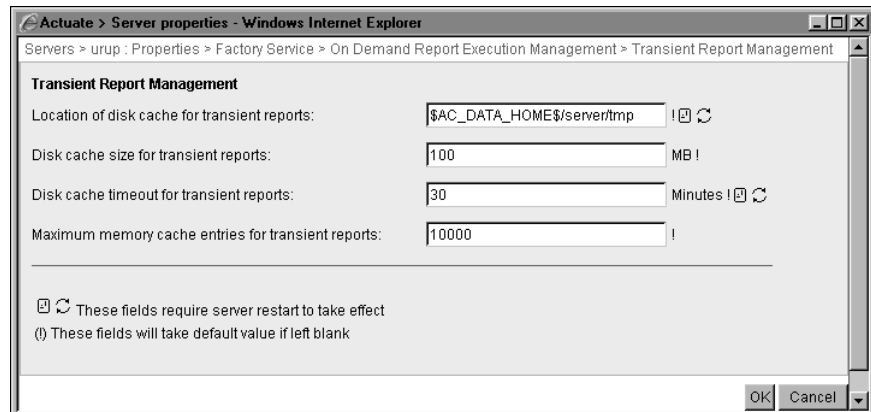 Actuate > Server properties - Windows Internet Explorer
Servers > urup : Properties > Factory Service > On Demand Report Execution Management > Transient Report Management
Transient Report Management
Location of disk cache for transient reports: $AC_DATA_HOME$/server/tmp !
Disk cache size for transient reports: 100 MB !
Disk cache timeout for transient reports: 30 Minutes !
Maximum memory cache entries for transient reports: 10000 !
These fields require server restart to take effect
(!) These fields will take default value if left blank
OK Cancel